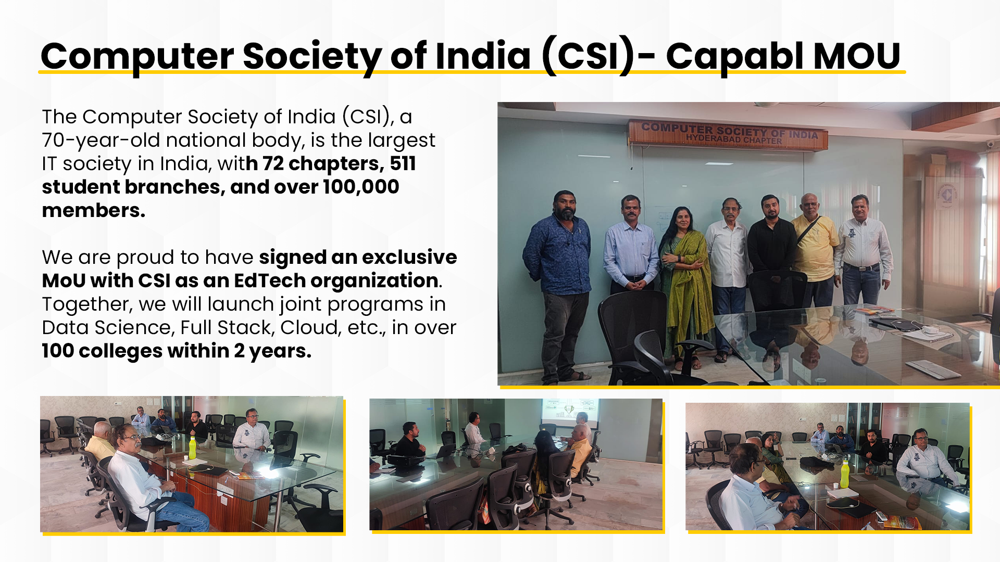 Computer Society of India (CSI)- Capabl MOU
The Computer Society of India (CSI), a
70-year-old national body, is the largest
IT society in India, with 72 chapters, 511
student branches, and over 100,000
members.
We are proud to have signed an exclusive
MoU with CSI as an EdTech organization.
Together, we will launch joint programs in
Data Science, Full Stack, Cloud, etc., in over
100 colleges within 2 years.
COMPUTER SOCIETY OF INDIA
HYDERABAD CHAPTER